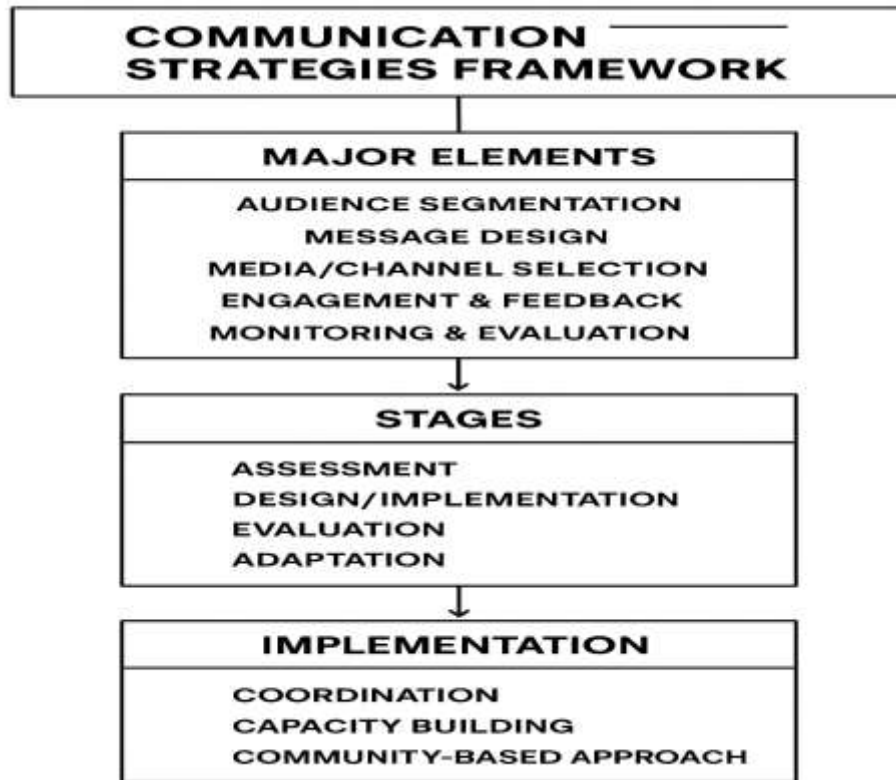 COMMUNICATION
STRATEGIES FRAMEWORK
MAJOR ELEMENTS
AUDIENCE SEGMENTATION
MESSAGE DESIGN
MEDIA/CHANNEL SELECTION
ENGAGEMENT & FEEDBACK
MONITORING & EVALUATION
STAGES
ASSESSMENT
DESIGN/IMPLEMENTATION
EVALUATION
ADAPTATION
IMPLEMENTATION
COORDINATION
CAPACITY BUILDING
COMMUNITY-BASED APPROACH